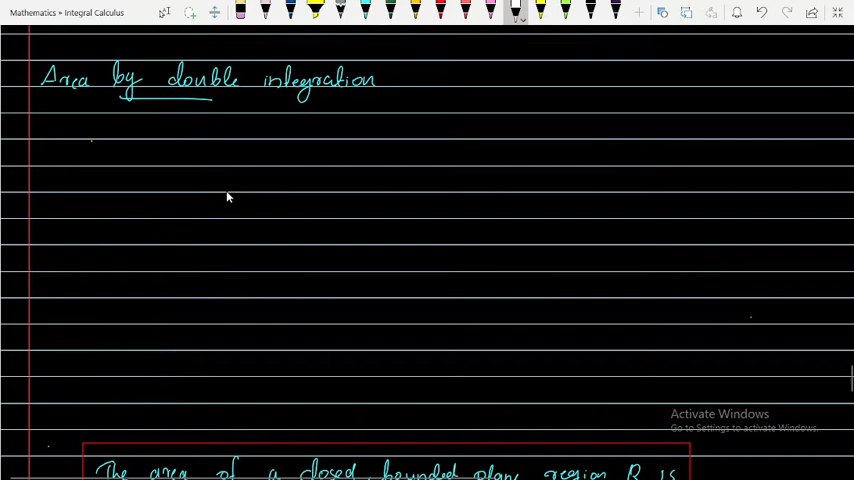 Mathematics » Integral Calculus
Area by double integration
Activate Windows
Go to Settings to activate Windows.
The area of a closed, bounded plane region R is